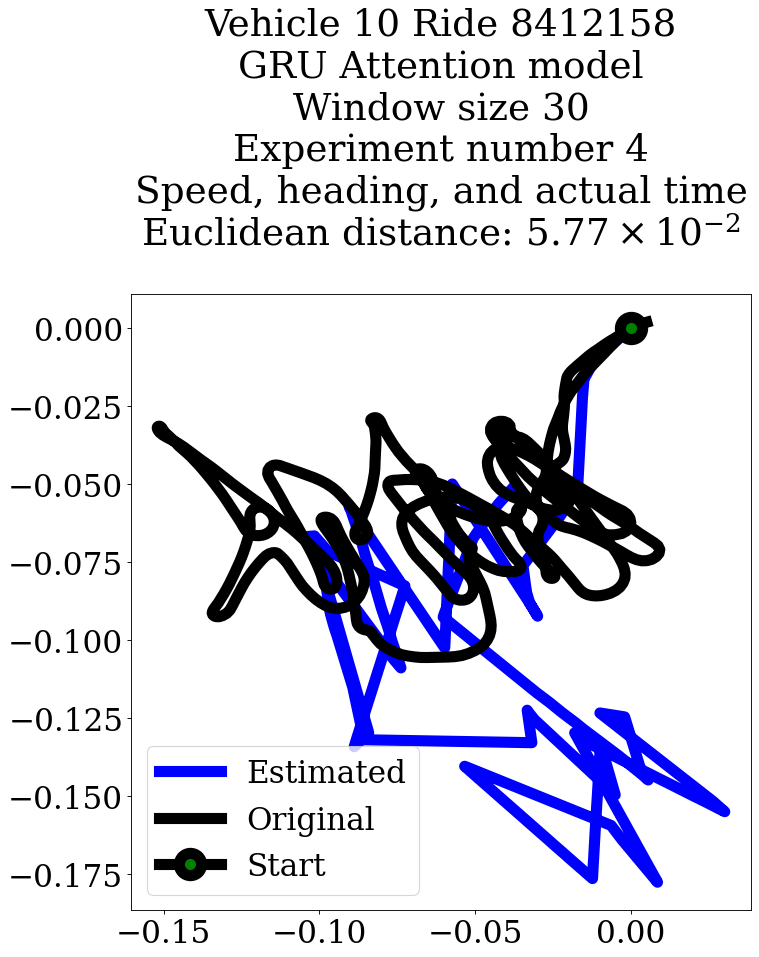 Vehicle 10 Ride 8412158
GRU Attention model
Window size 30
Experiment number 4
Speed, heading, and actual time
Euclidean distance: 5.77 × 10⁻²
0.000
−0.025
−0.050
−0.075
−0.100
−0.125
−0.150
−0.175
Estimated
Original
Start
−0.15
−0.10
−0.05
0.00